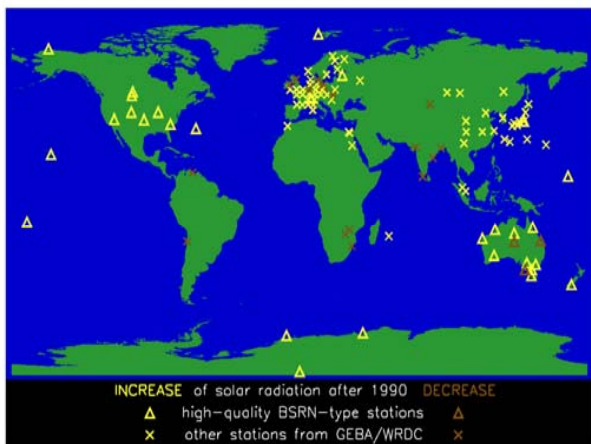 INCREASE of solar radiation after 1990 DECREASE
high-quality BSRN-type stations
other stations from GEBA/WRDC